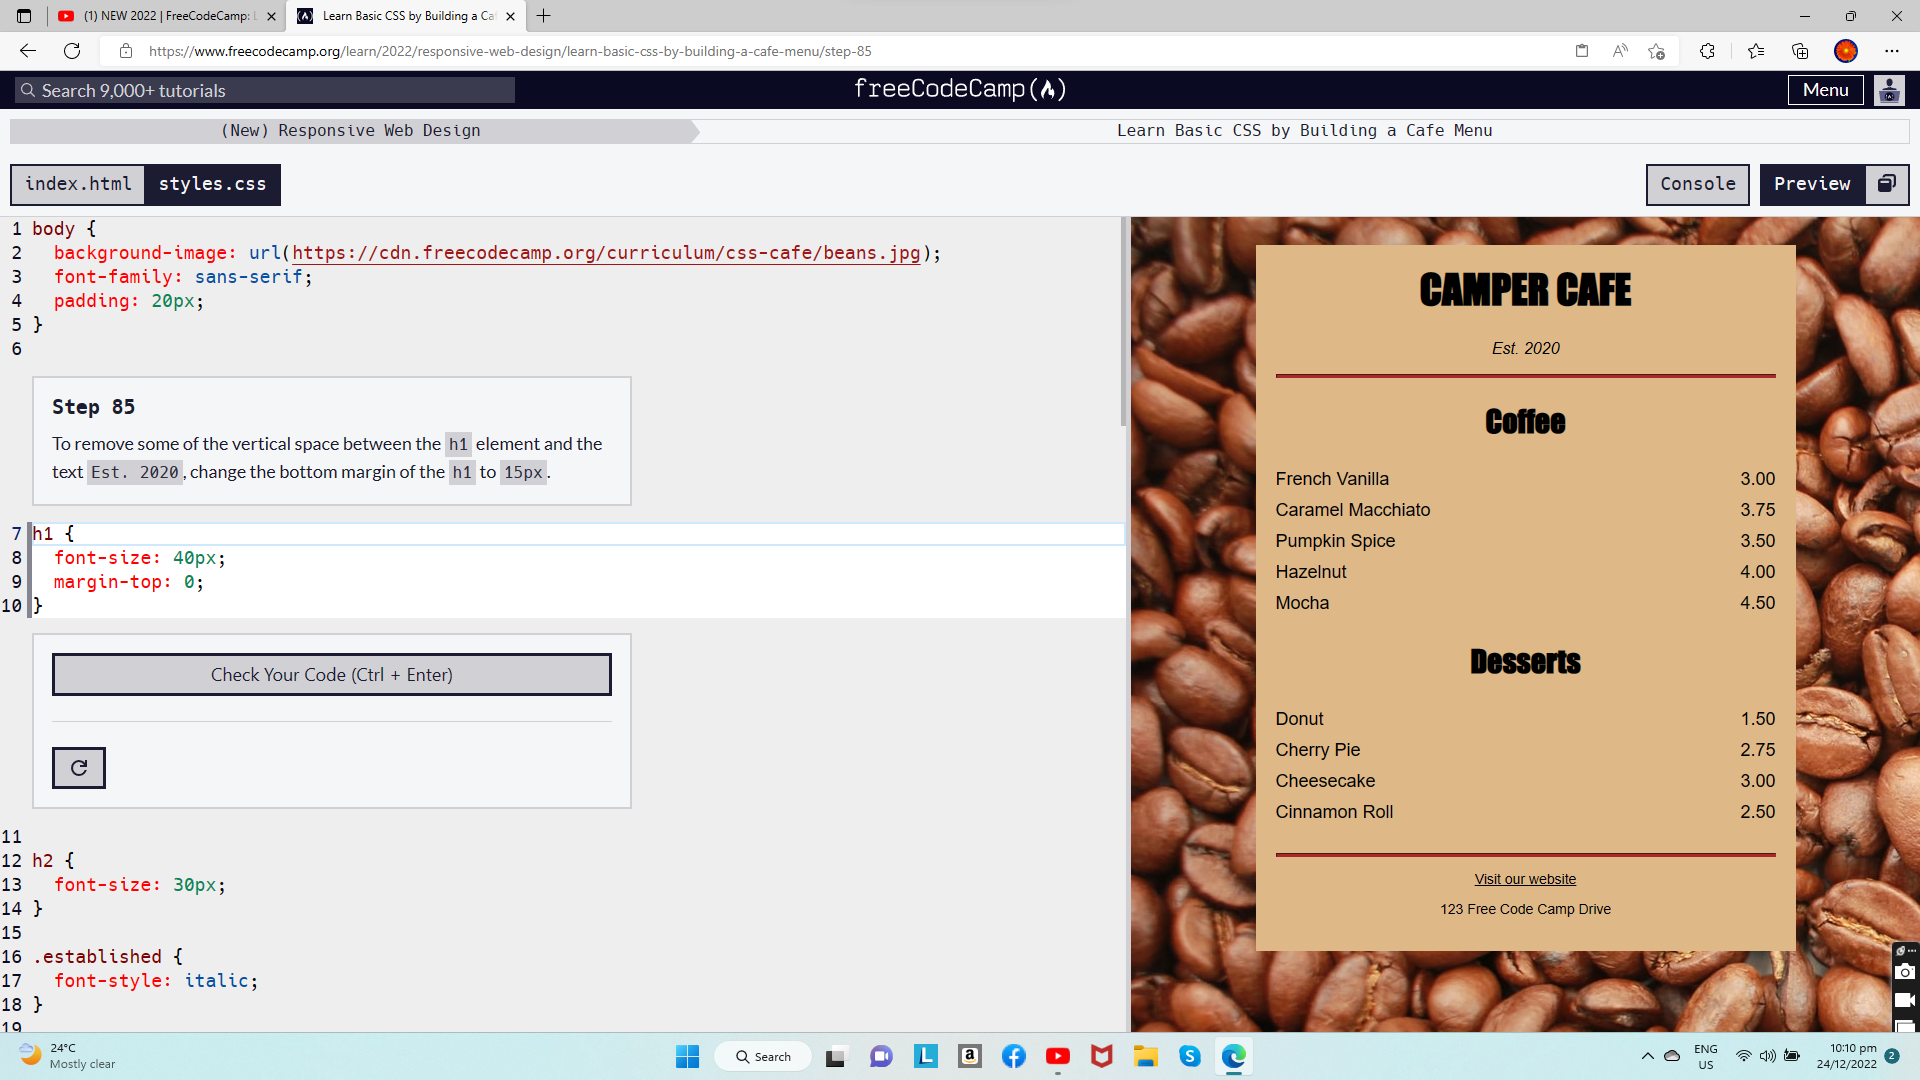 (1) NEW 2022 | FreeCodeCamp:
Learn Basic CSS by Building a Caf
https://www.freecodecamp.org/learn/2022/responsive-web-design/learn-basic-css-by-building-a-cafe-menu/step-85
Search 9,000+ tutorials
freeCodeCamp
Menu
(New) Responsive Web Design
Learn Basic CSS by Building a Cafe Menu
index.html
styles.css
Console
Preview
1 body {
2 background-image: url(https://cdn.freecodecamp.org/curriculum/css-cafe/beans.jpg);
3 font-family: sans-serif;
4 padding: 20px;
5 }
6
Step 85
To remove some of the vertical space between the h1 element and the
text Est. 2020, change the bottom margin of the h1 to 15px.
7 h1 {
8 font-size: 40px;
9 margin-top: 0;
10 }
Check Your Code (Ctrl + Enter)
11
12 h2 {
13 font-size: 30px;
14 }
15
16 .established {
17 font-style: italic;
18 }
19
CAMPER CAFE
Est. 2020
Coffee
French Vanilla 3.00
Caramel Macchiato 3.75
Pumpkin Spice 3.50
Hazelnut 4.00
Mocha 4.50
Desserts
Donut 1.50
Cherry Pie 2.75
Cheesecake 3.00
Cinnamon Roll 2.50
Visit our website
123 Free Code Camp Drive
24°C
Mostly clear
Search
ENG
US
10:10 pm
24/12/2022
2